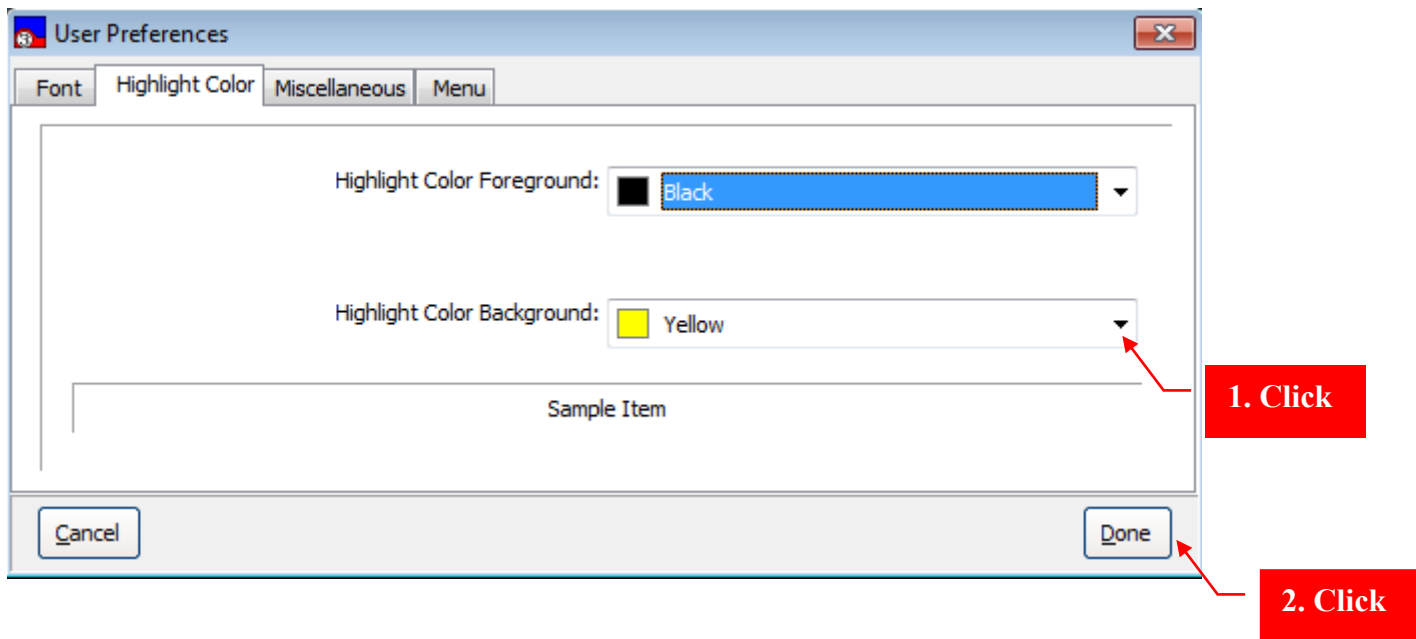 User Preferences
Font Highlight Color Miscellaneous Menu
Highlight Color Foreground: Black
Highlight Color Background: Yellow
1. Click
Sample Item
Cancel Done
2. Click